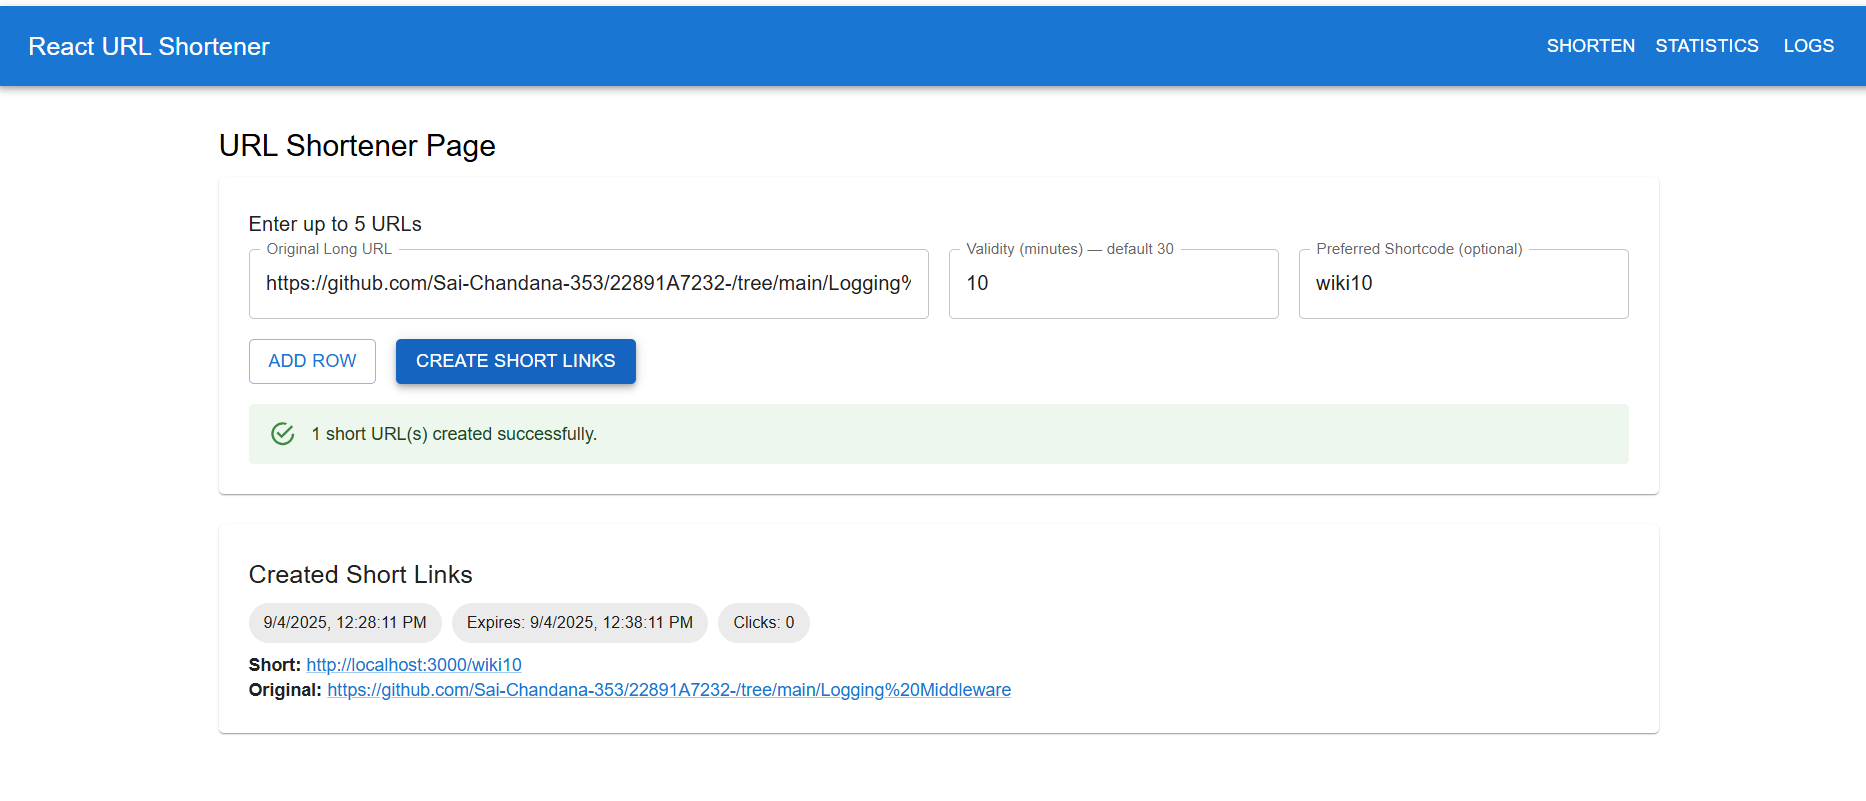 React URL Shortener
SHORTEN STATISTICS LOGS
URL Shortener Page
Enter up to 5 URLs
Original Long URL
https://github.com/Sai-Chandana-353/22891A7232-/tree/main/Logging%
Validity (minutes) — default 30
10
Preferred Shortcode (optional)
wiki10
ADD ROW
CREATE SHORT LINKS
1 short URL(s) created successfully.
Created Short Links
9/4/2025, 12:28:11 PM
Expires: 9/4/2025, 12:38:11 PM
Clicks: 0
Short: http://localhost:3000/wiki10
Original: https://github.com/Sai-Chandana-353/22891A7232-/tree/main/Logging%20Middleware